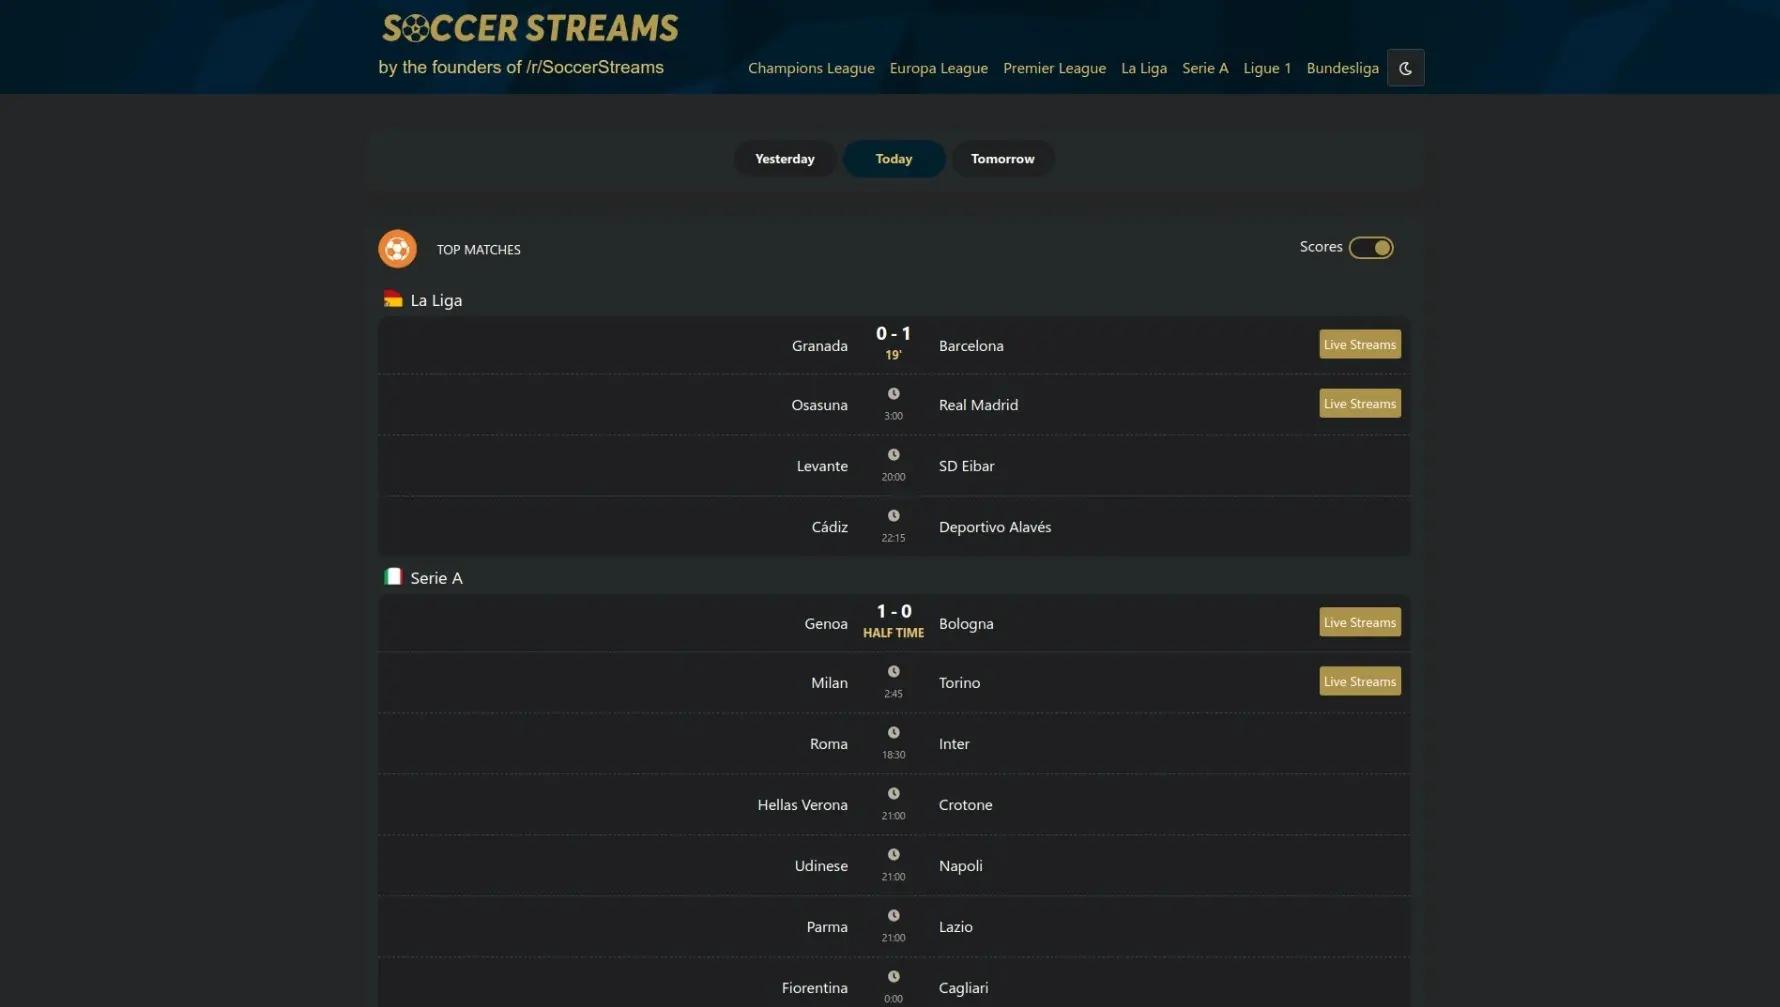 SOCCER STREAMS
by the founders of /r/SoccerStreams
Champions League Europa League Premier League La Liga Serie A Ligue 1 Bundesliga
Yesterday Today Tomorrow
TOP MATCHES Scores
La Liga
Granada 0 - 1 Barcelona Live Streams
19'
Osasuna 3:00 Real Madrid Live Streams
Levante 20:00 SD Eibar
Cádiz 22:15 Deportivo Alavés
Serie A
Genoa 1 - 0 Bologna Live Streams
HALF TIME
Milan 2:45 Torino Live Streams
Roma 18:30 Inter
Hellas Verona 21:00 Crotone
Udinese 21:00 Napoli
Parma 21:00 Lazio
Fiorentina 0:00 Cagliari